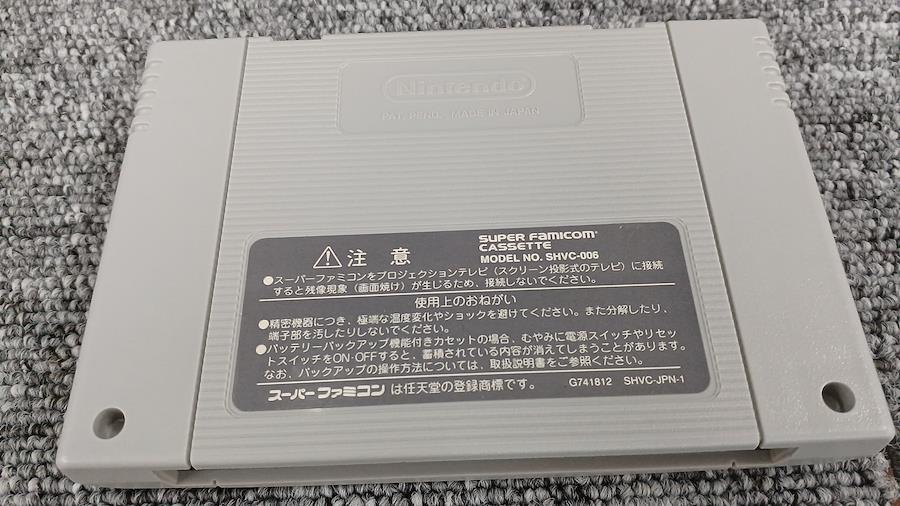 Nintendo
PAT. PEND. MADE IN JAPAN
⚠注意
SUPER FAMICOM
CASSETTE
MODEL NO. SHVC-006
●スーパーファミコンをプロジェクションテレビ（スクリーン投影式のテレビ）に接続
すると残像現象（画面焼け）が生じるため、接続しないでください。
使用上のおねがい
●精密機器につき、極端な温度変化やショックを避けてください。また分解したり、
端子部を汚したりしないでください。
●バッテリーバックアップ機能付きカセットの場合、むやみに電源スイッチやリセッ
トスイッチをON・OFFすると、蓄積されている内容が消えてしまうことがあります。
なお、バックアップの操作方法については、取扱説明書をご参照ください。
スーパーファミコンは任天堂の登録商標です。 G741812 SHVC-JPN-1